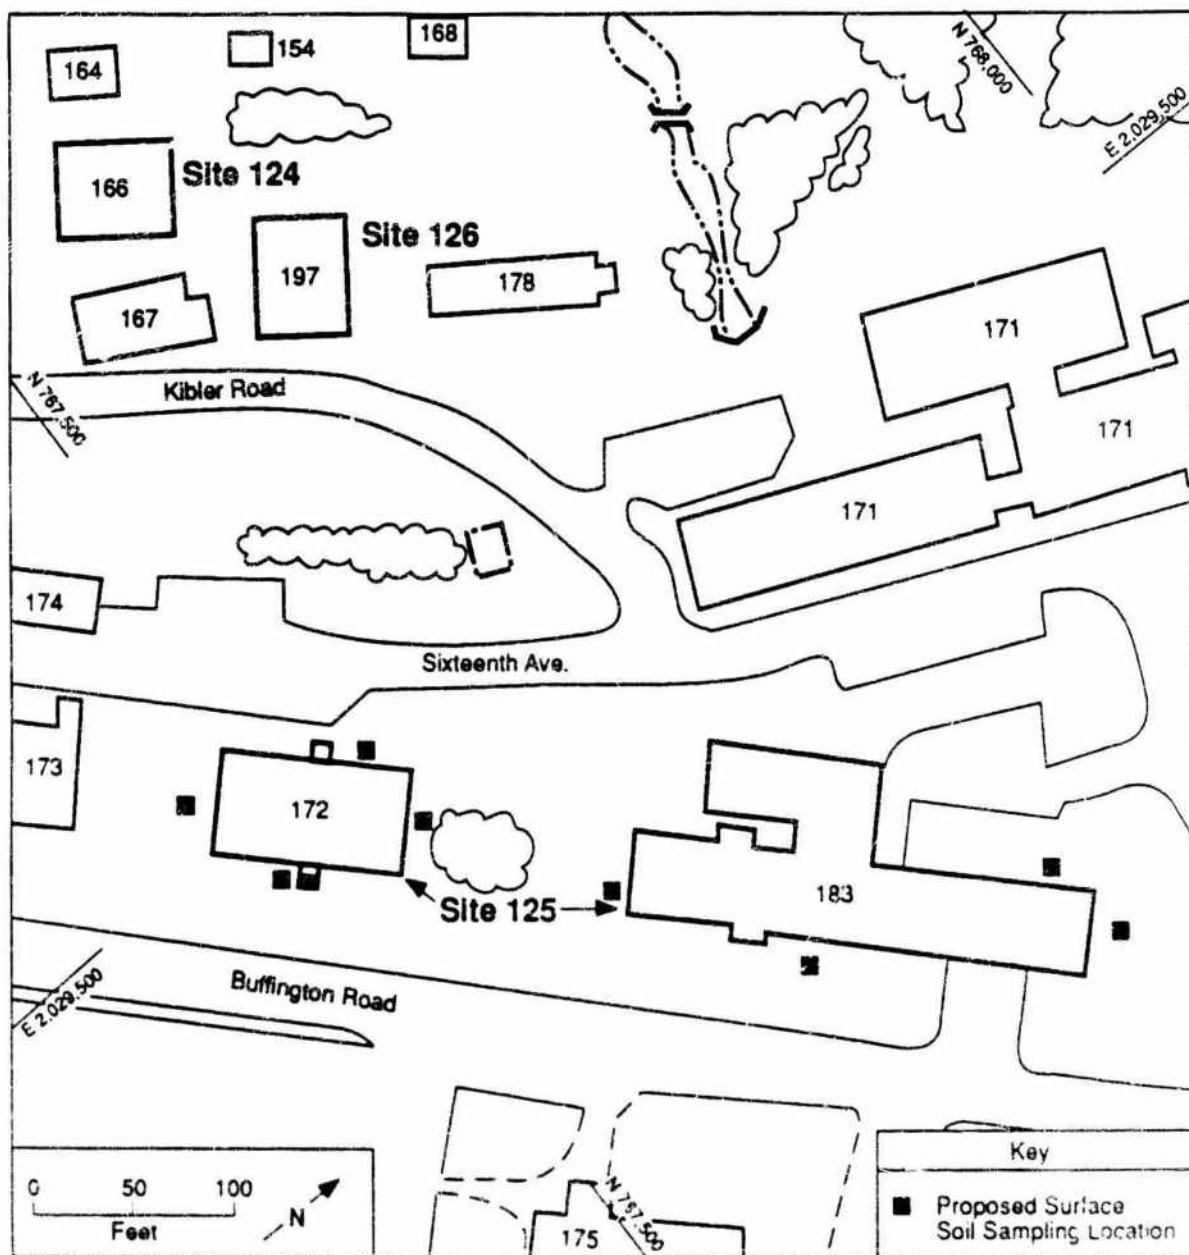 168
154
164
N 768,000
E 2,029,500
166
Site 124
Site 126
197
178
167
171
Kibler Road
N 767,500
171
171
174
Sixteenth Ave.
173
172
183
Site 125
Buffington Road
E 2,029,500
Key
0 50 100
Feet
N
N 767,500
175
Proposed Surface
Soil Sampling Location